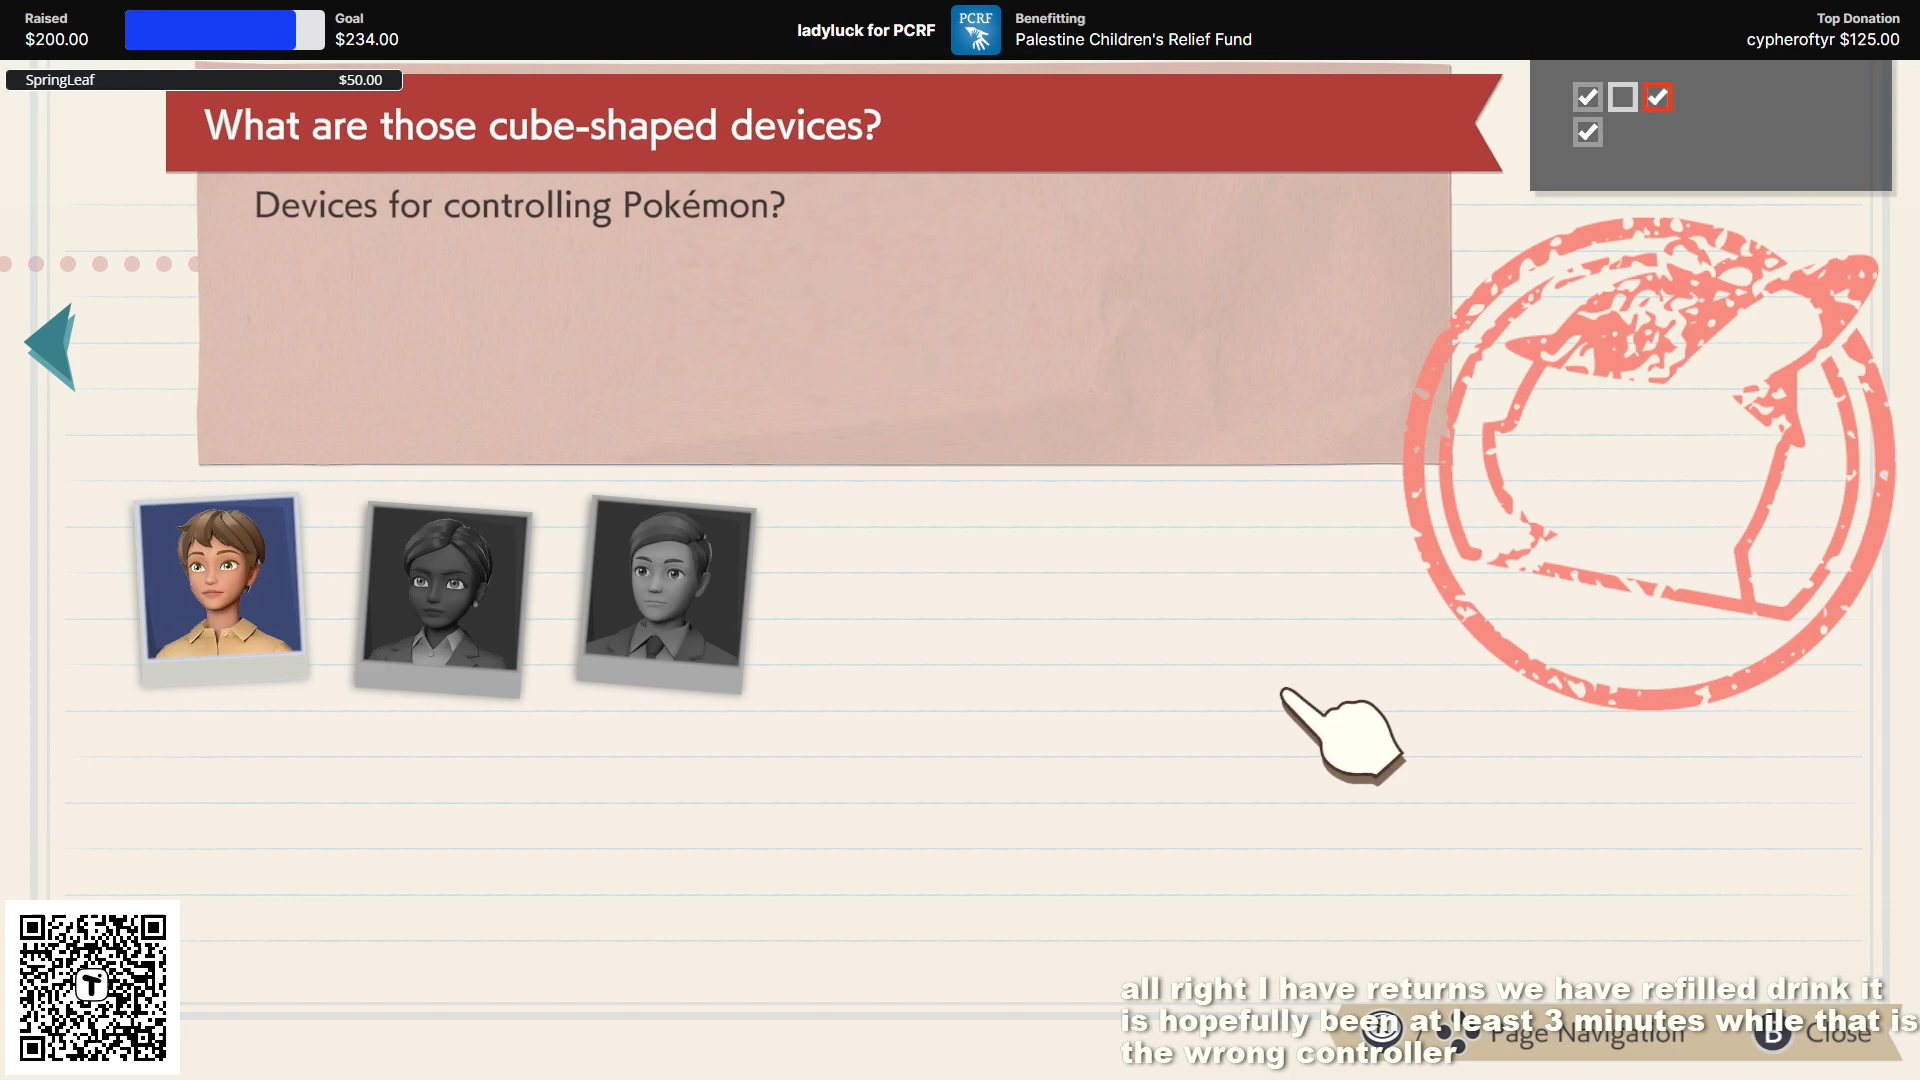 Raised
$200.00
Goal
$234.00
ladyluck for PCRF
PCRF
Benefitting
Palestine Children's Relief Fund
Top Donation
cypheroftyr $125.00
SpringLeaf $50.00
What are those cube-shaped devices?
Devices for controlling Pokémon?
all right I have returns we have refilled drink it
is hopefully been at least 3 minutes while that is
the wrong controller
/ Page Navigation B Close
T